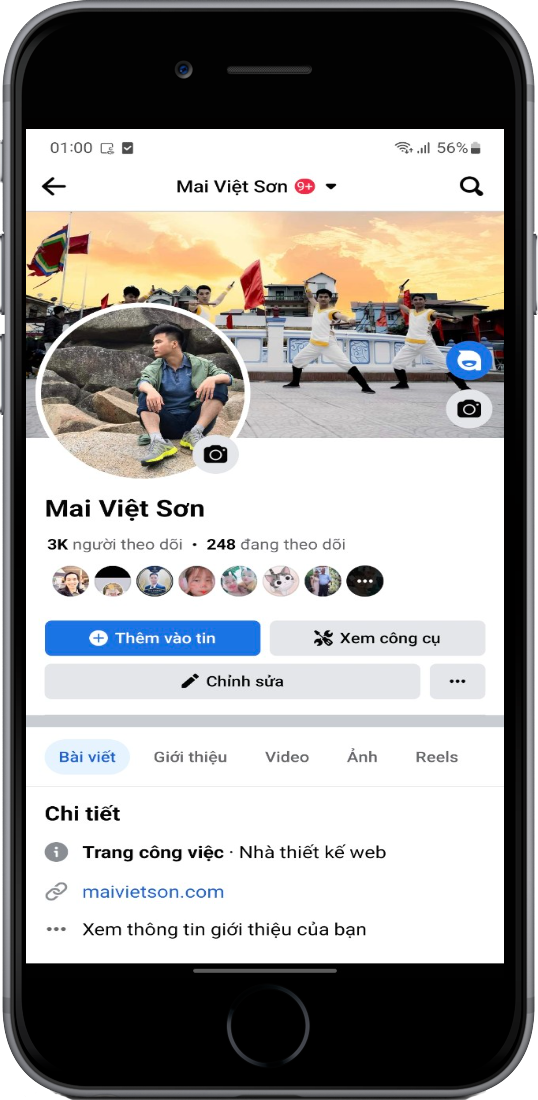 01:00 56%
Mai Việt Sơn 9+
Mai Việt Sơn
3K người theo dõi • 248 đang theo dõi
Thêm vào tin
Xem công cụ
Chỉnh sửa
Bài viết Giới thiệu Video Ảnh Reels
Chi tiết
Trang công việc · Nhà thiết kế web
maivietson.com
Xem thông tin giới thiệu của bạn